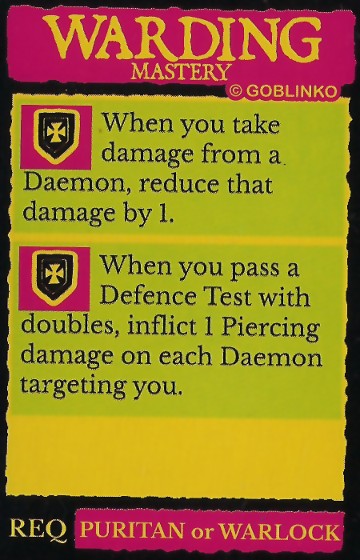 WARDING
MASTERY
© GOBLINKO
When you take
damage from a
Daemon, reduce that
damage by 1.
When you pass a
Defence Test with
doubles, inflict 1 Piercing
damage on each Daemon
targeting you.
REQ PURITAN or WARLOCK